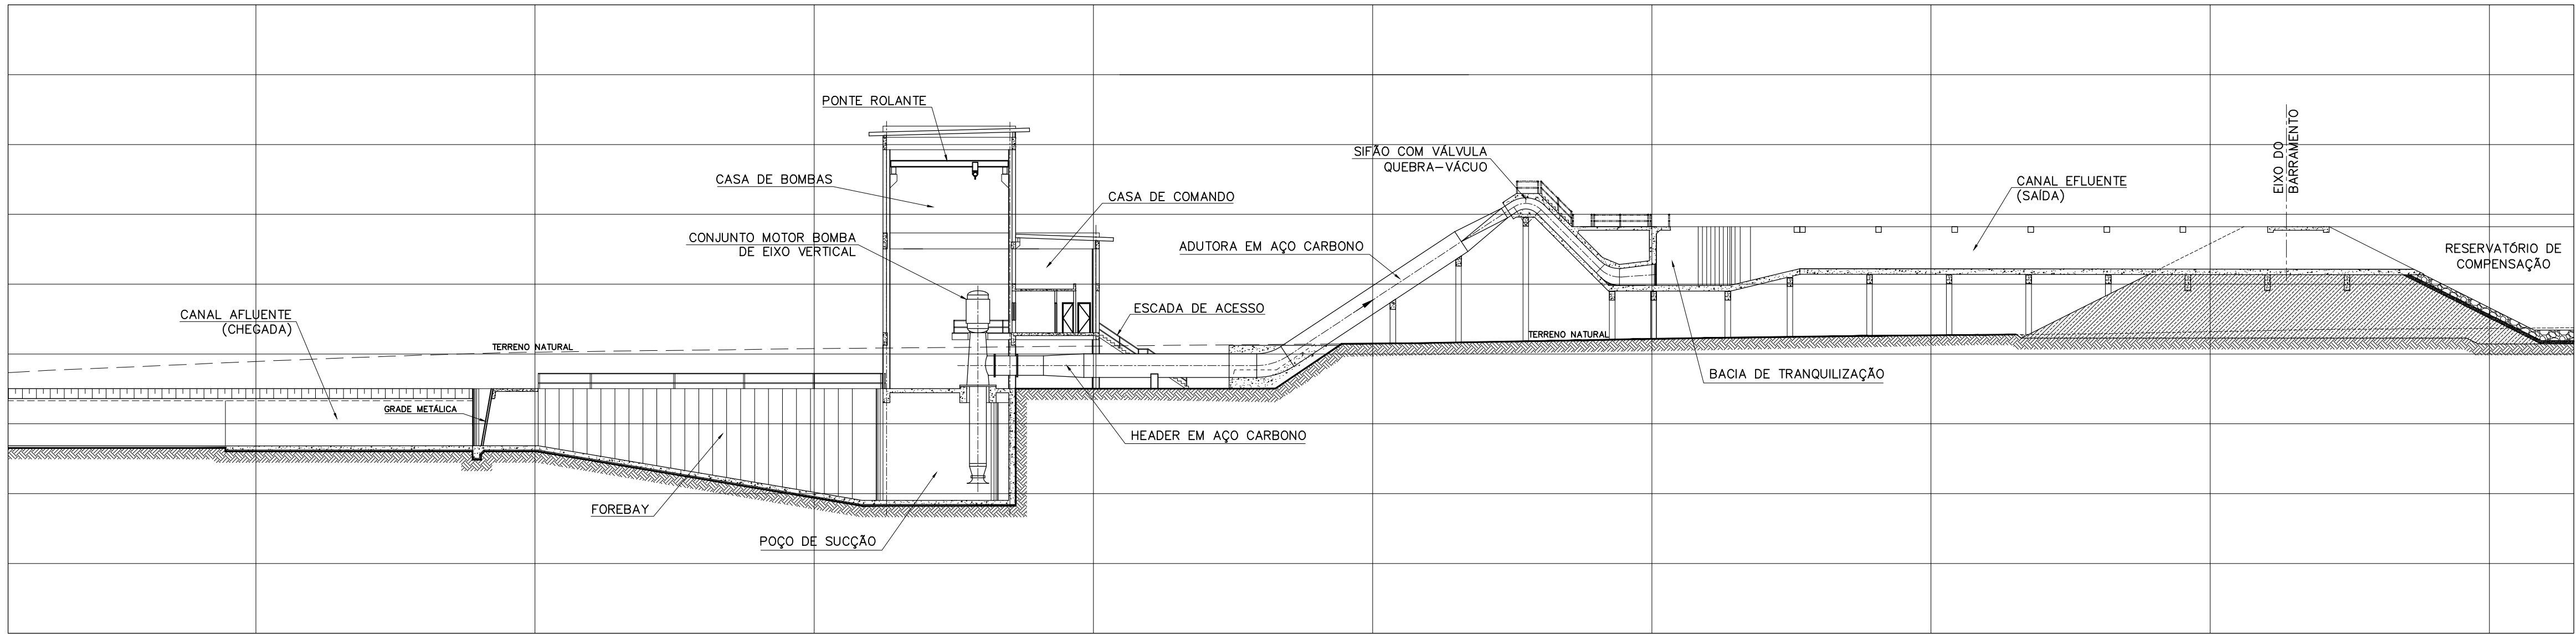 PONTE ROLANTE
CASA DE BOMBAS
CONJUNTO MOTOR BOMBA
DE EIXO VERTICAL
CASA DE COMANDO
ESCADA DE ACESSO
CANAL AFLUENTE
(CHEGADA)
TERRENO NATURAL
GRADE METÁLICA
FOREBAY
POÇO DE SUCÇÃO
HEADER EM AÇO CARBONO
ADUTORA EM AÇO CARBONO
SIFÃO COM VÁLVULA
QUEBRA-VÁCUO
TERRENO NATURAL
BACIA DE TRANQUILIZAÇÃO
CANAL EFLUENTE
(SAÍDA)
EIXO DO
BARRAMENTO
RESERVATÓRIO DE
COMPENSAÇÃO